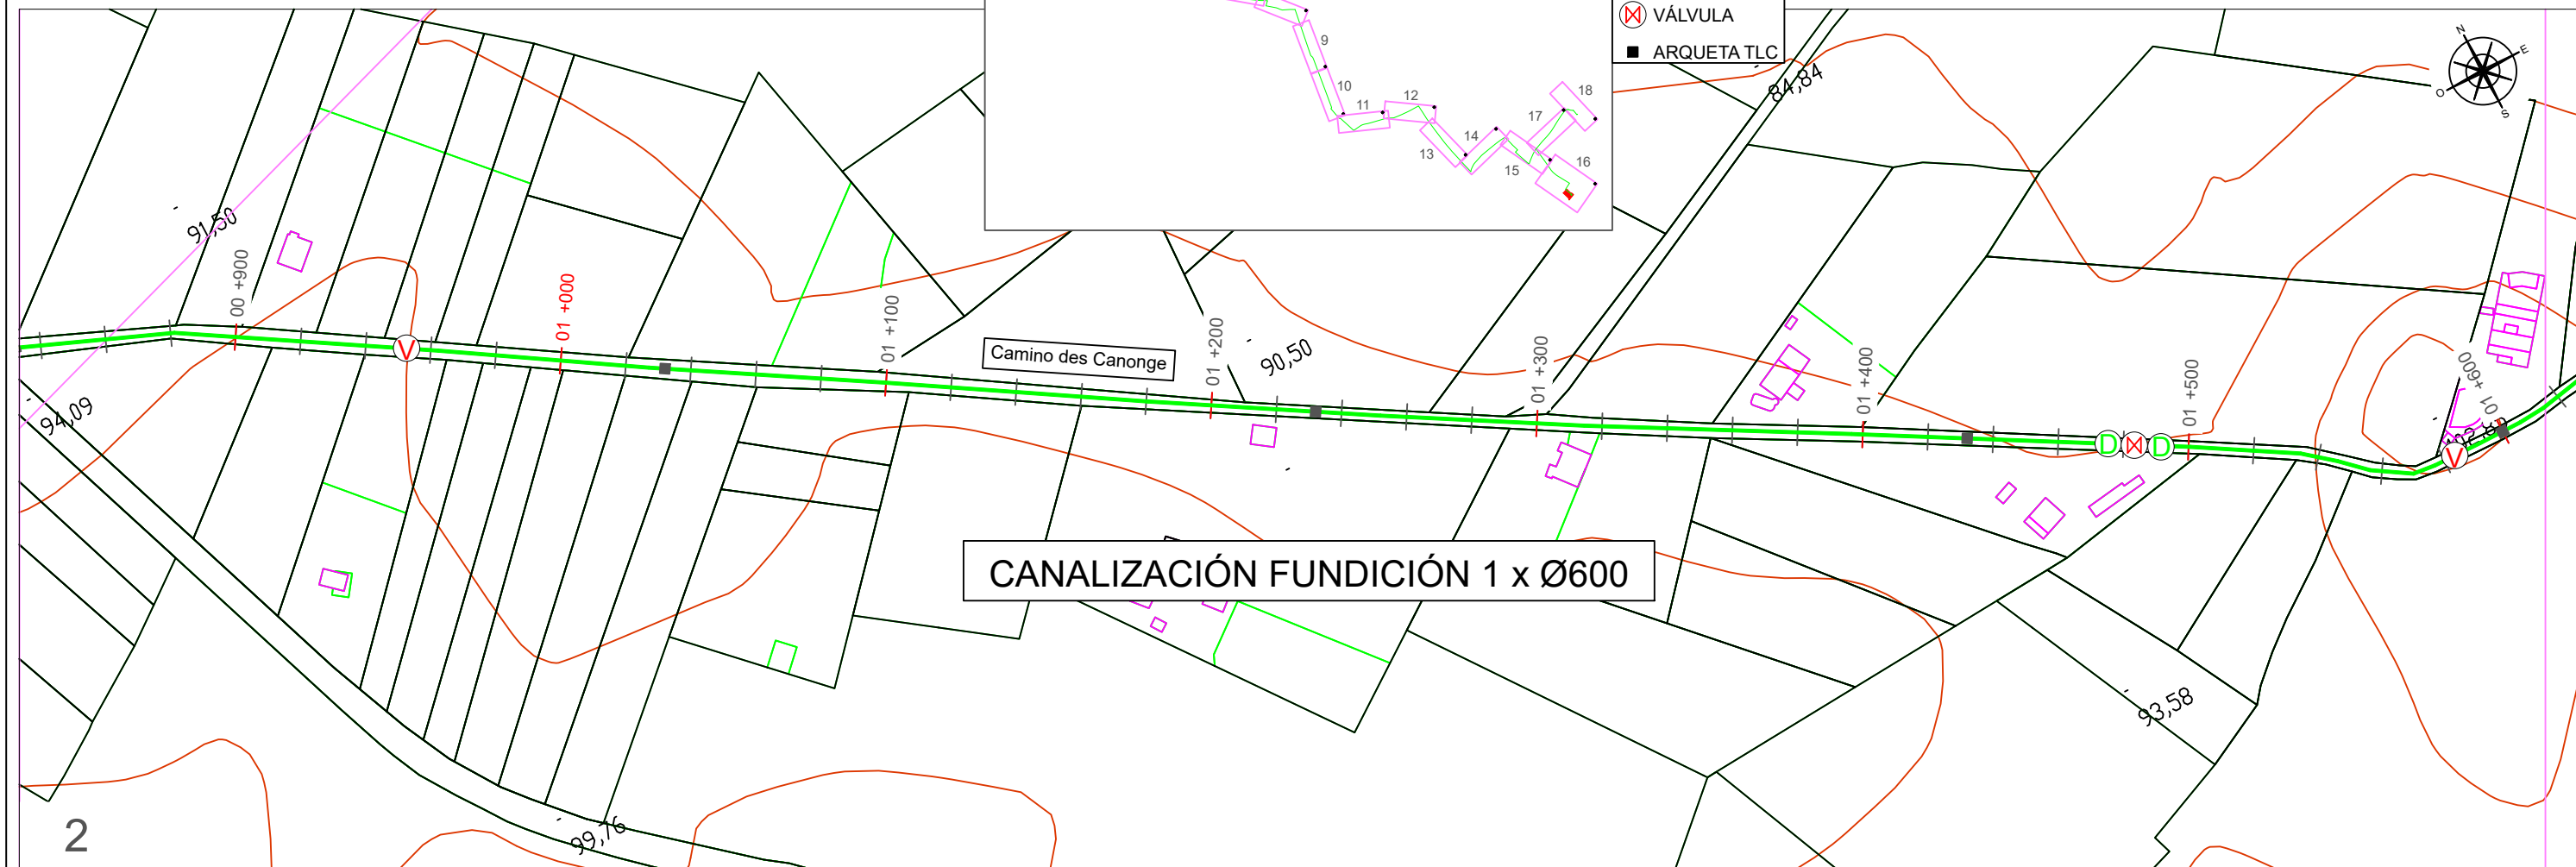 VÁLVULA
ARQUETA TLC
N
E
O
S
9
10
11
12
13
14
15
16
17
18
84,84
91,50
94,09
90,50
93,58
99,76
00 +900
01 +000
01 +100
01 +200
01 +300
01 +400
01 +500
01 +600
V
D
D
V
Camino des Canonge
CANALIZACIÓN FUNDICIÓN 1 x Ø600
2